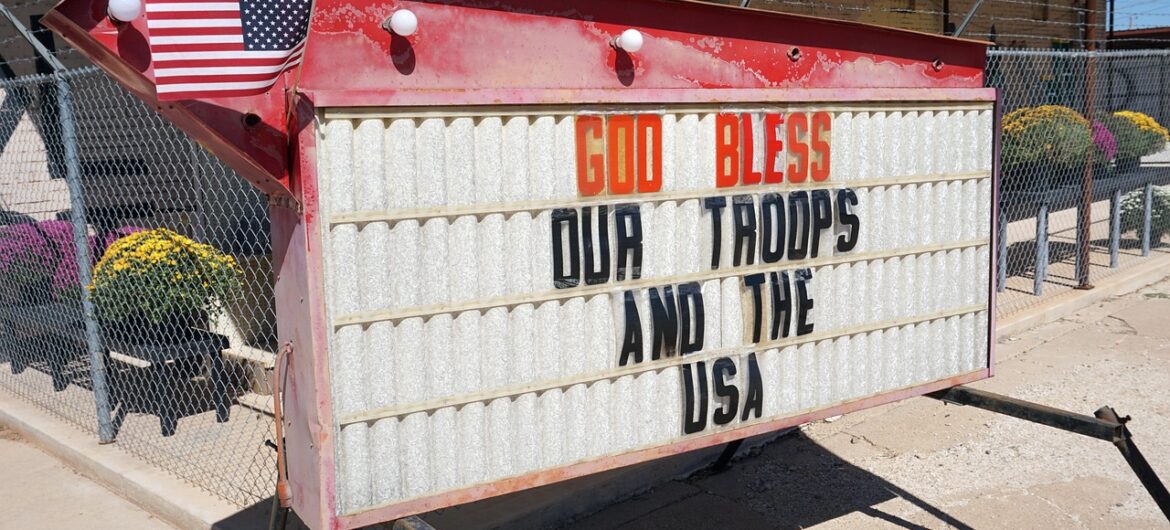 GOD BLESS
OUR TROOPS
AND THE
USA